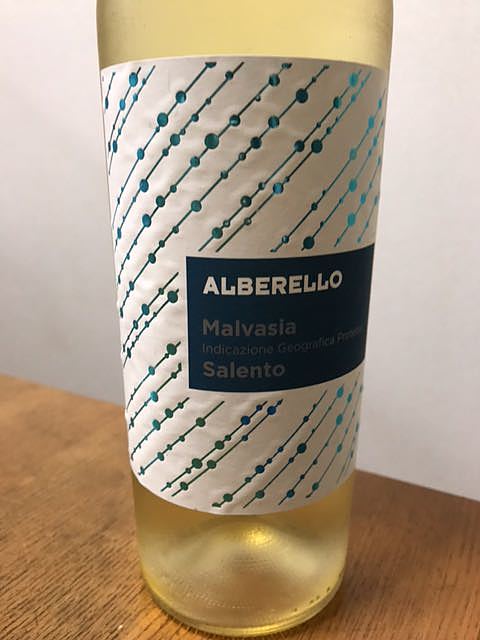 ALBERELLO
Malvasia
Indicazione Geografica Protetta
Salento